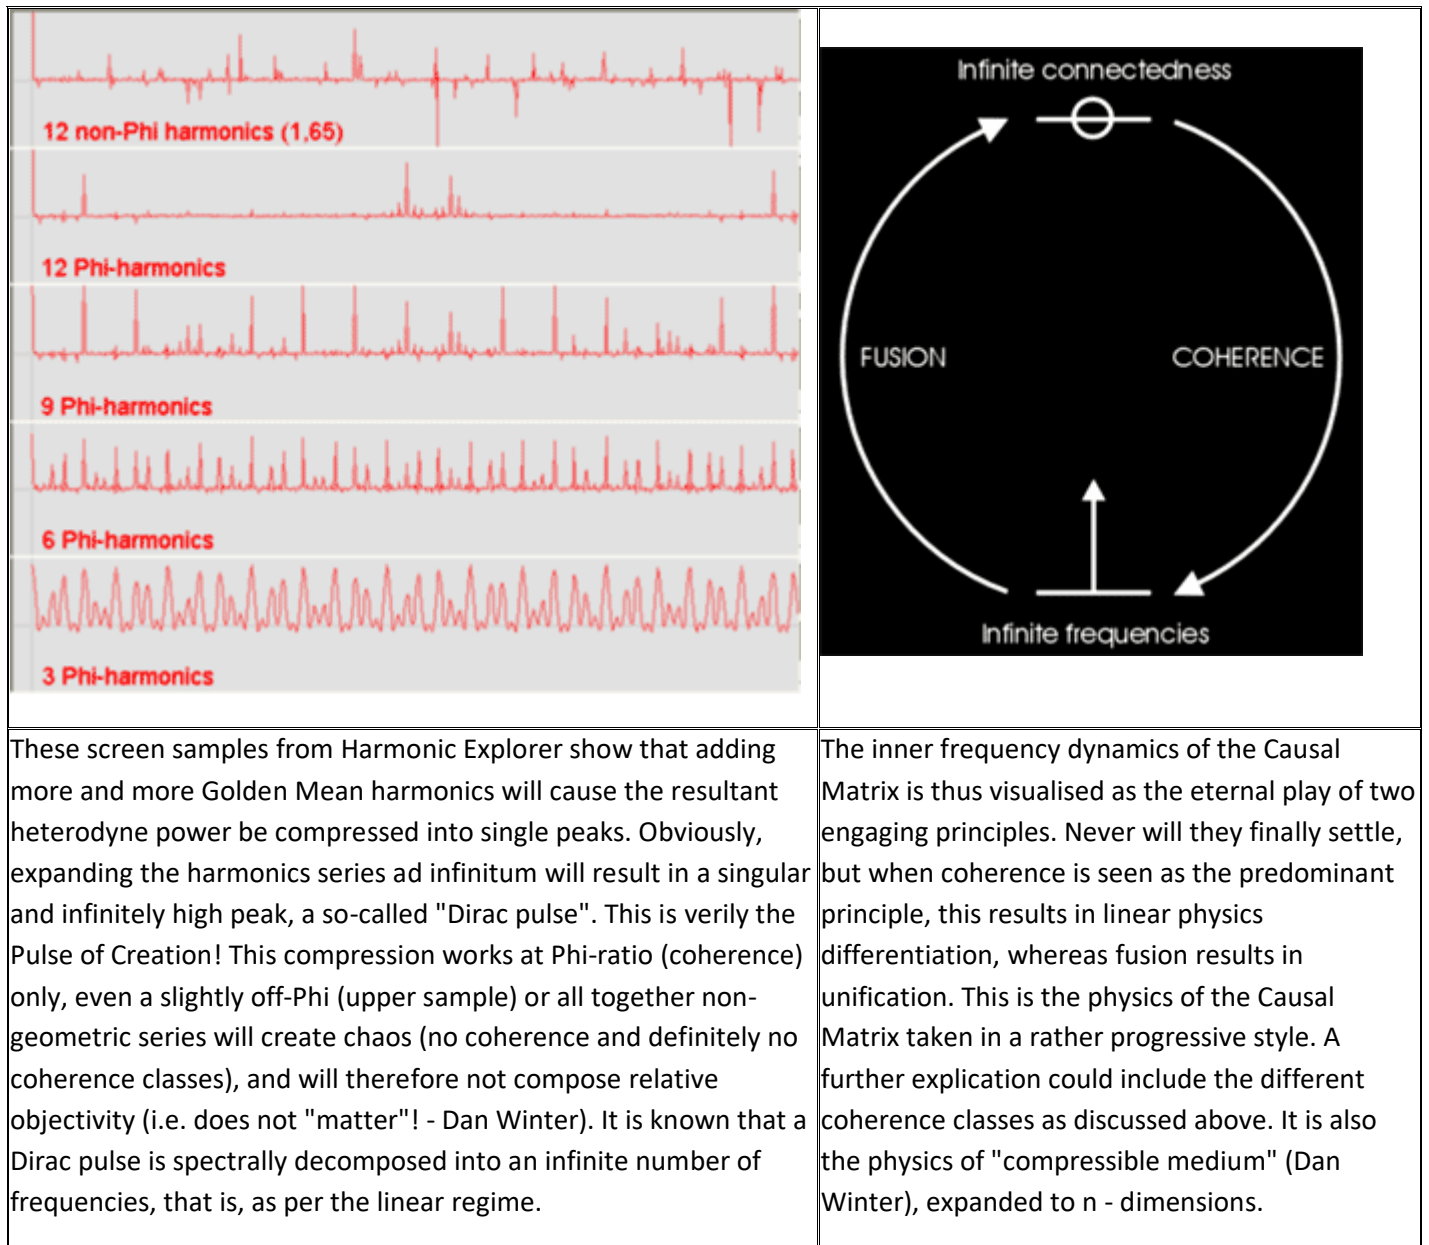 12 non-Phi harmonics (1,65)
12 Phi-harmonics
9 Phi-harmonics
6 Phi-harmonics
3 Phi-harmonics
Infinite connectedness
FUSION
COHERENCE
Infinite frequencies
These screen samples from Harmonic Explorer show that adding
more and more Golden Mean harmonics will cause the resultant
heterodyne power be compressed into single peaks. Obviously,
expanding the harmonics series ad infinitum will result in a singular
and infinitely high peak, a so-called "Dirac pulse". This is verily the
Pulse of Creation! This compression works at Phi-ratio (coherence)
only, even a slightly off-Phi (upper sample) or all together non-
geometric series will create chaos (no coherence and definitely no
coherence classes), and will therefore not compose relative
objectivity (i.e. does not "matter"! - Dan Winter). It is known that a
Dirac pulse is spectrally decomposed into an infinite number of
frequencies, that is, as per the linear regime.
The inner frequency dynamics of the Causal
Matrix is thus visualised as the eternal play of two
engaging principles. Never will they finally settle,
but when coherence is seen as the predominant
principle, this results in linear physics
differentiation, whereas fusion results in
unification. This is the physics of the Causal
Matrix taken in a rather progressive style. A
further explication could include the different
coherence classes as discussed above. It is also
the physics of "compressible medium" (Dan
Winter), expanded to n - dimensions.